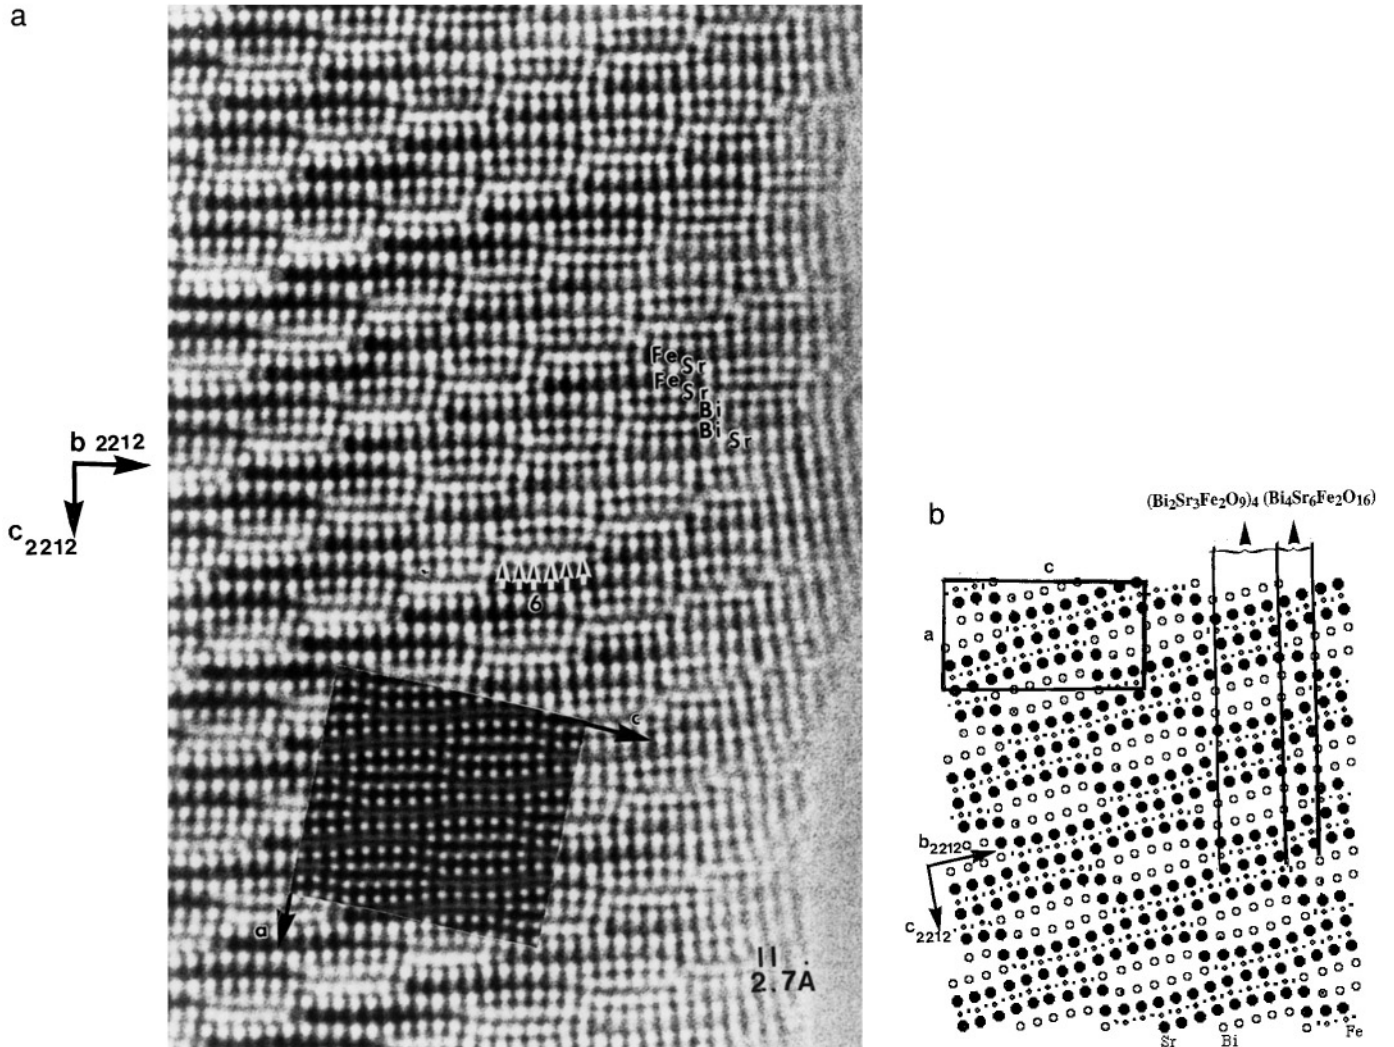 a
Fe
Sr
Fe
Sr
Bi
Bi
Sr
b 2212
c 2212
6
c
a
2.7Å
b
(Bi₂Sr₃Fe₂O₉)₄ (Bi₄Sr₆Fe₂O₁₆)
c
a
b₂₂₁₂
c₂₂₁₂
Sr Bi Fe